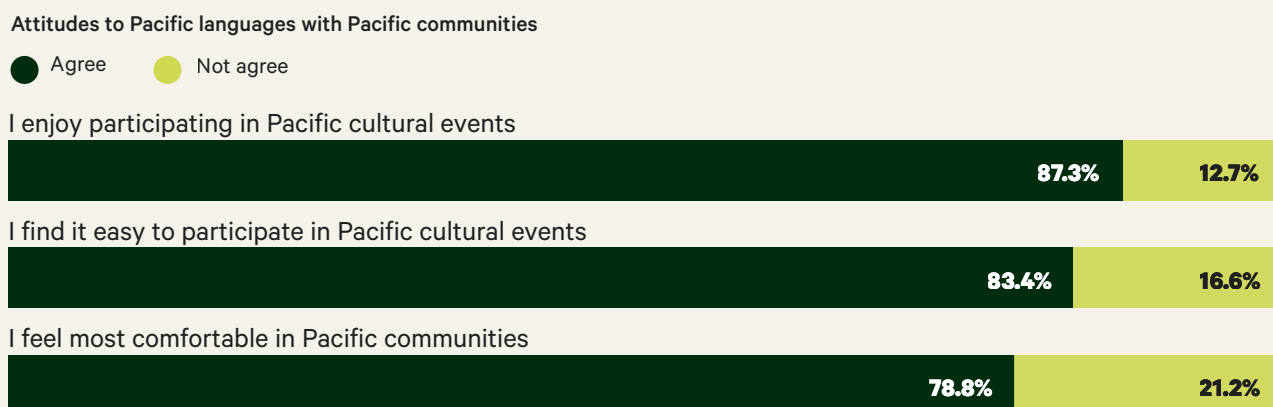 Attitudes to Pacific languages with Pacific communities
Agree Not agree
I enjoy participating in Pacific cultural events
87.3% 12.7%
I find it easy to participate in Pacific cultural events
83.4% 16.6%
I feel most comfortable in Pacific communities
78.8% 21.2%